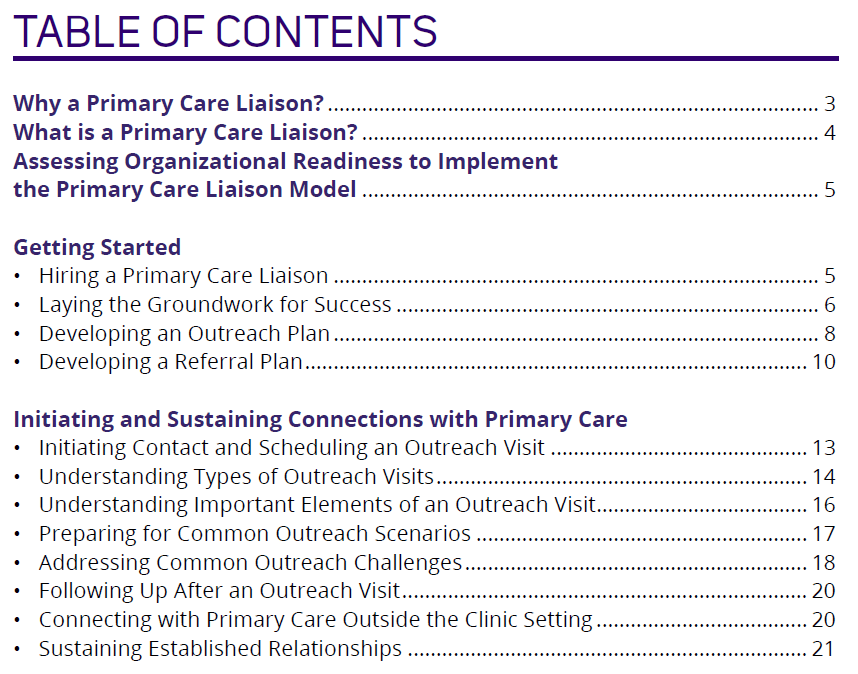 TABLE OF CONTENTS
Why a Primary Care Liaison? ........................................................................................ 3
What is a Primary Care Liaison? .................................................................................. 4
Assessing Organizational Readiness to Implement
the Primary Care Liaison Model .................................................................................. 5
Getting Started
• Hiring a Primary Care Liaison ....................................................................................... 5
• Laying the Groundwork for Success ........................................................................... 6
• Developing an Outreach Plan ....................................................................................... 8
• Developing a Referral Plan......................................................................................... 10
Initiating and Sustaining Connections with Primary Care
• Initiating Contact and Scheduling an Outreach Visit .............................................. 13
• Understanding Types of Outreach Visits.................................................................. 14
• Understanding Important Elements of an Outreach Visit...................................... 16
• Preparing for Common Outreach Scenarios ........................................................... 17
• Addressing Common Outreach Challenges............................................................. 18
• Following Up After an Outreach Visit........................................................................ 20
• Connecting with Primary Care Outside the Clinic Setting ...................................... 20
• Sustaining Established Relationships ....................................................................... 21